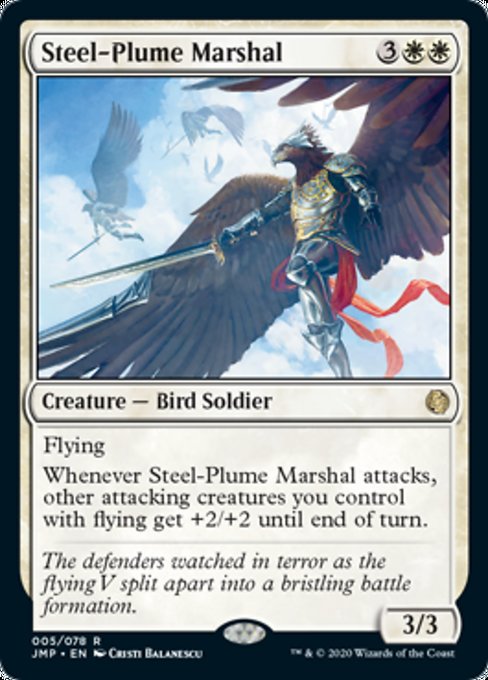 Steel-Plume Marshal 3
Creature — Bird Soldier
Flying
Whenever Steel-Plume Marshal attacks,
other attacking creatures you control
with flying get +2/+2 until end of turn.
The defenders watched in terror as the
flying V split apart into a bristling battle
formation.
3/3
005/078 R
JMP • EN Cristi Balanescu
™ & © 2020 Wizards of the Coast